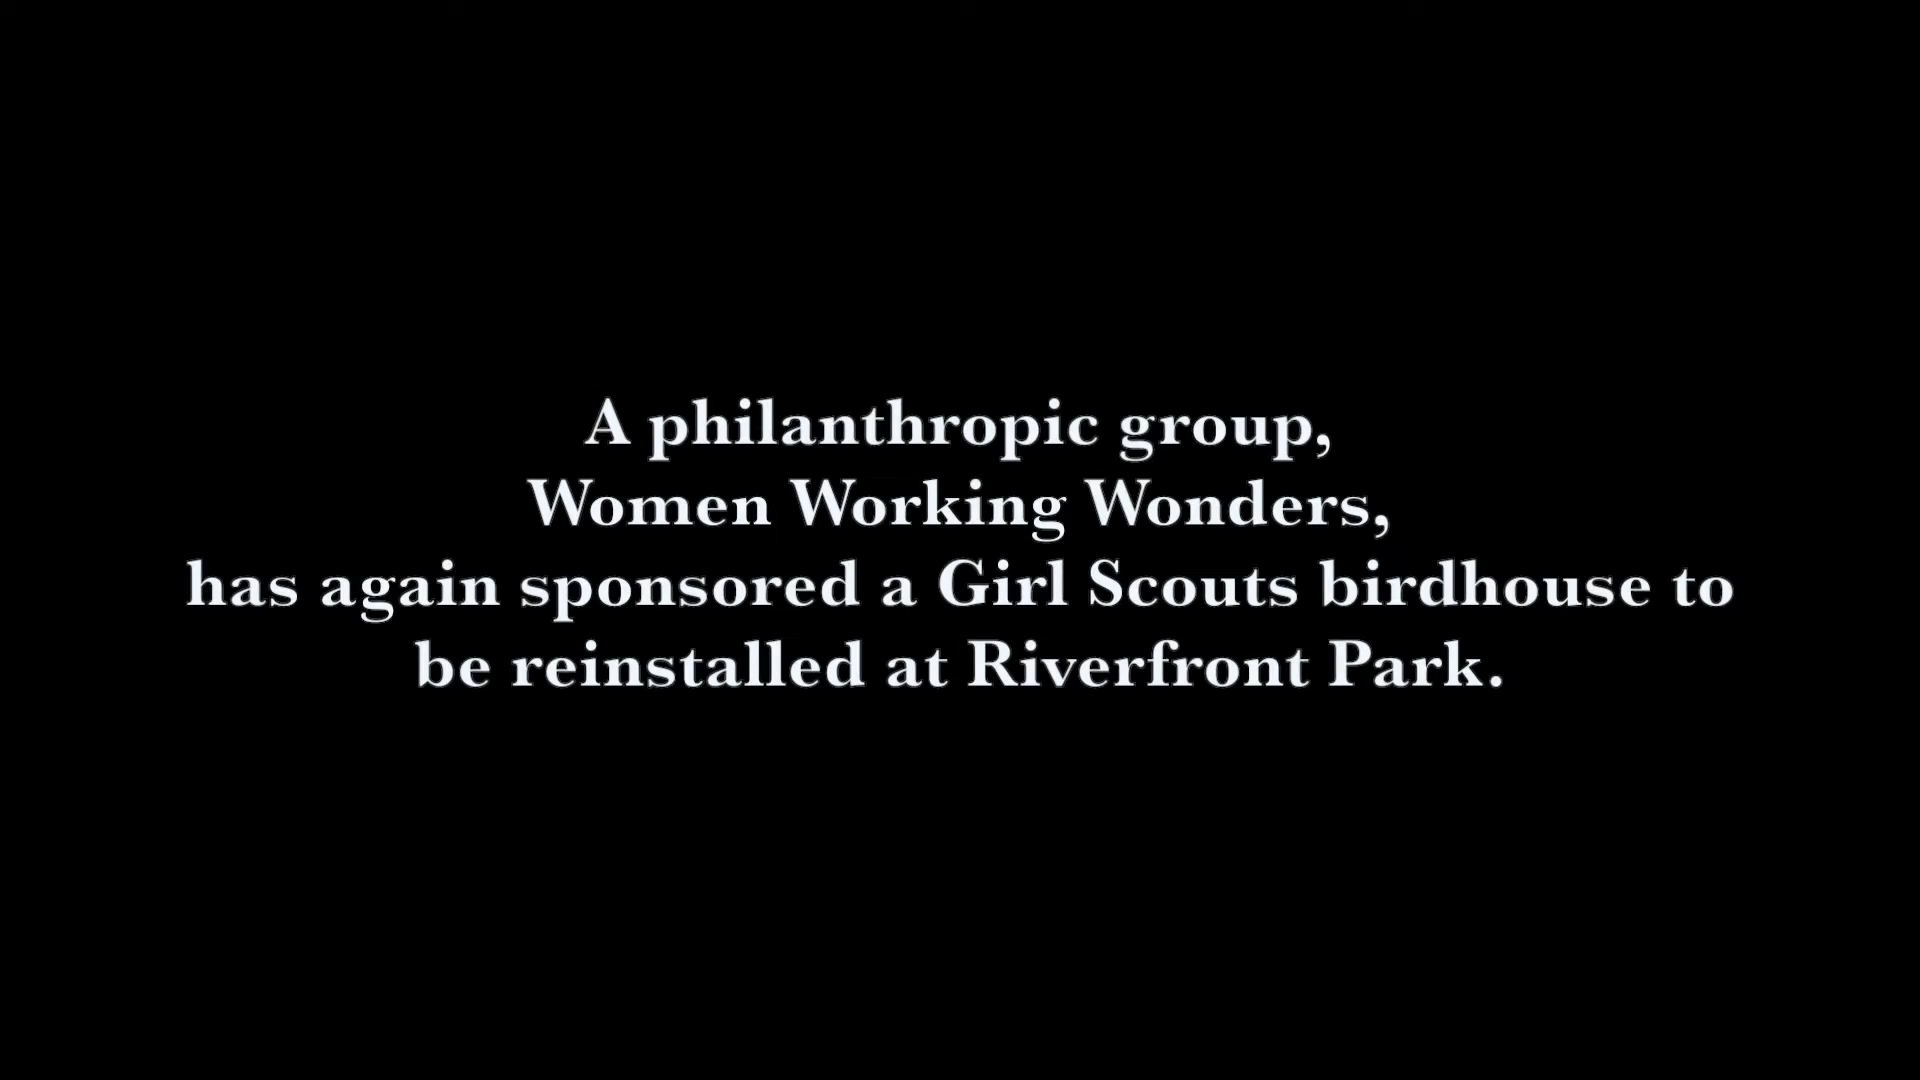 A philanthropic group,
Women Working Wonders,
has again sponsored a Girl Scouts birdhouse to
be reinstalled at Riverfront Park.